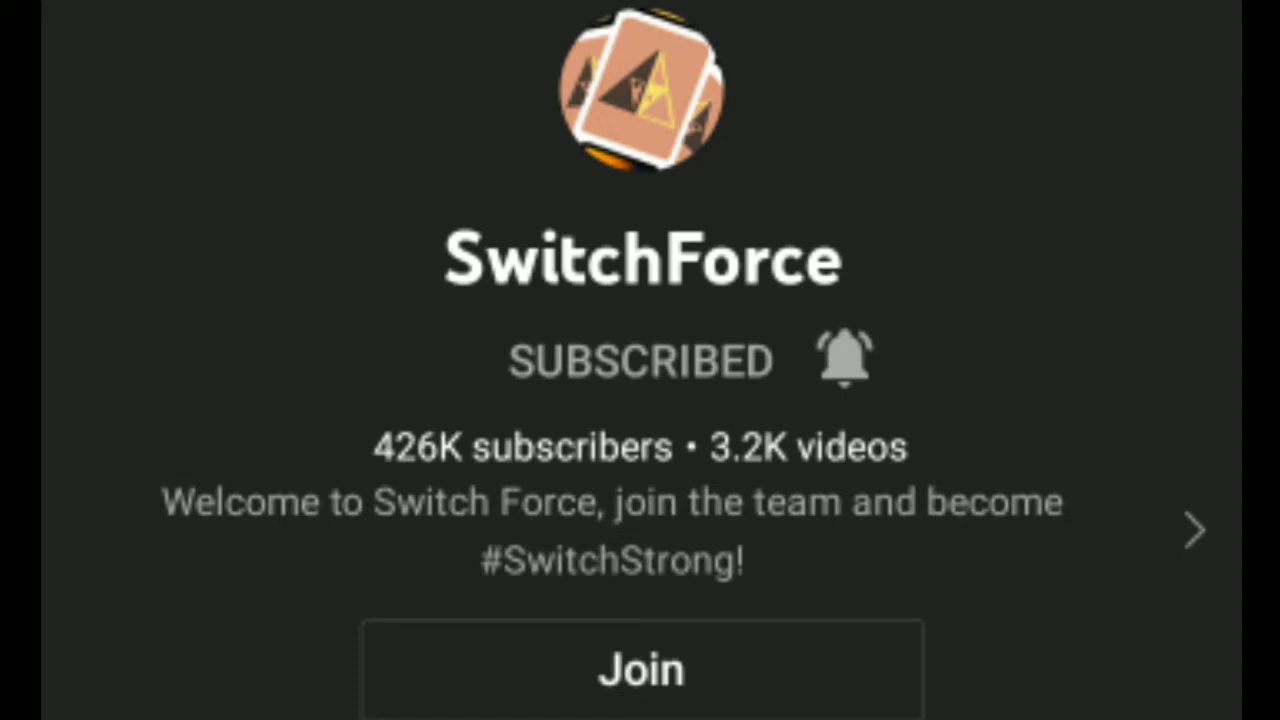 SwitchForce
SUBSCRIBED
426K subscribers • 3.2K videos
Welcome to Switch Force, join the team and become
#SwitchStrong!
Join